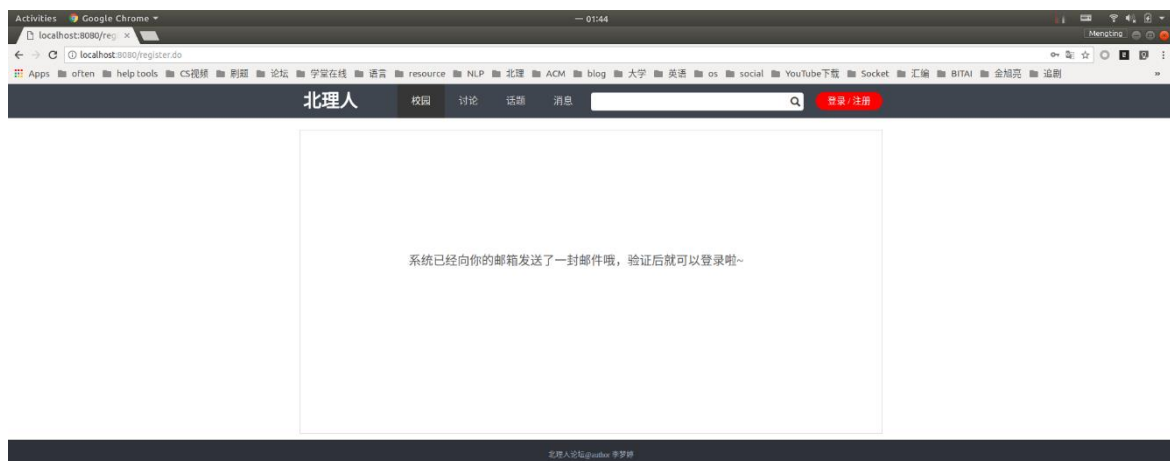 Activities Google Chrome 01:44
localhost:8080/reg Mengting
localhost:8080/register.do
Apps often help tools CS视频 刷题 论坛 学堂在线 语言 resource NLP 北理 ACM blog 大学 英语 os social YouTube下载 Socket 汇编 BITAI 金旭亮 追剧 »
北理人 校园 讨论 话题 消息 登录/注册
系统已经向你的邮箱发送了一封邮件哦，验证后就可以登录啦~
北理人论坛@author 李梦婷